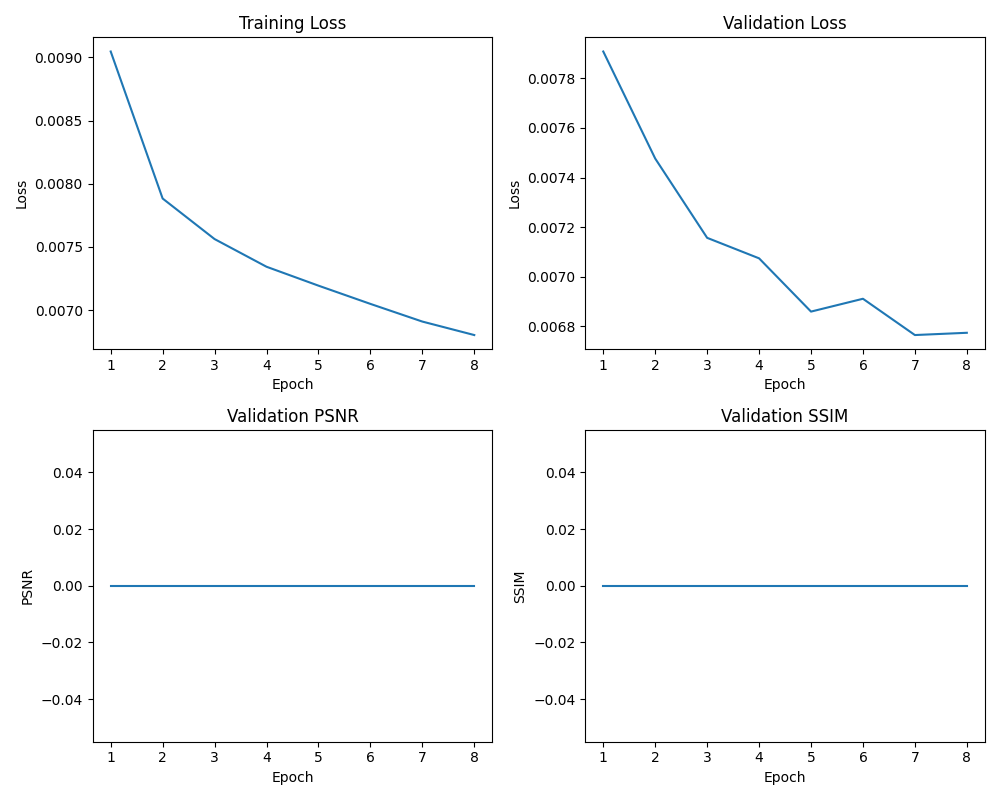 Training Loss
Loss
0.0090
0.0085
0.0080
0.0075
0.0070
1 2 3 4 5 6 7 8
Epoch
Validation Loss
Loss
0.0078
0.0076
0.0074
0.0072
0.0070
0.0068
1 2 3 4 5 6 7 8
Epoch
Validation PSNR
PSNR
0.04
0.02
0.00
−0.02
−0.04
1 2 3 4 5 6 7 8
Epoch
Validation SSIM
SSIM
0.04
0.02
0.00
−0.02
−0.04
1 2 3 4 5 6 7 8
Epoch